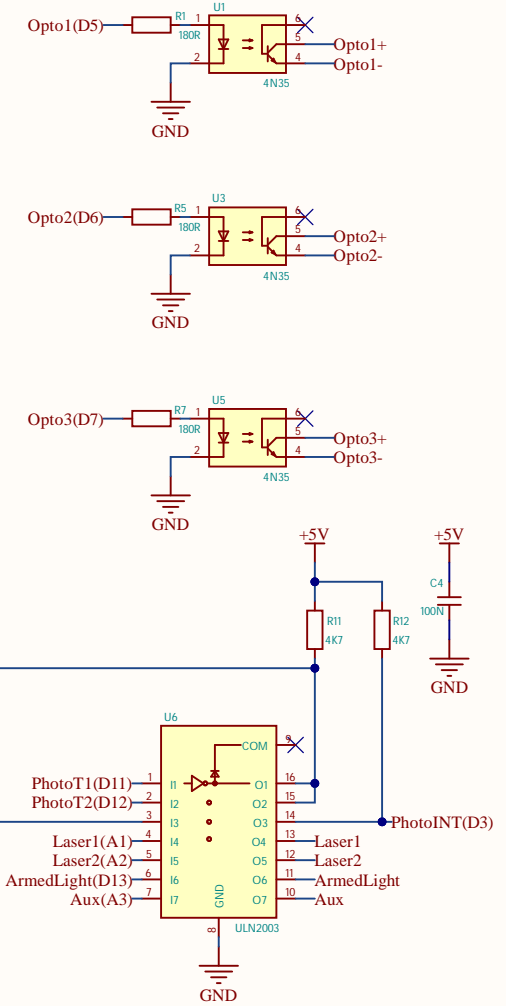 U1
Opto1(D5)
R1
180R
1
6
5
Opto1+
2
4
Opto1-
4N35
GND
U3
Opto2(D6)
R5
180R
1
6
5
Opto2+
2
4
Opto2-
4N35
GND
U5
Opto3(D7)
R7
180R
1
6
5
Opto3+
2
4
Opto3-
4N35
GND
+5V
+5V
R11
4K7
R12
4K7
C4
100N
GND
U6
COM
9
PhotoT1(D11)
1
I1
O1
16
PhotoT2(D12)
2
I2
O2
15
3
I3
O3
14
PhotoINT(D3)
Laser1(A1)
4
I4
O4
13
Laser1
Laser2(A2)
5
I5
O5
12
Laser2
ArmedLight(D13)
6
I6
O6
11
ArmedLight
Aux(A3)
7
I7
GND
O7
10
Aux
8
ULN2003
GND